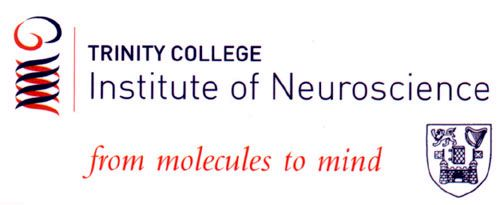 TRINITY COLLEGE
Institute of Neuroscience
from molecules to mind